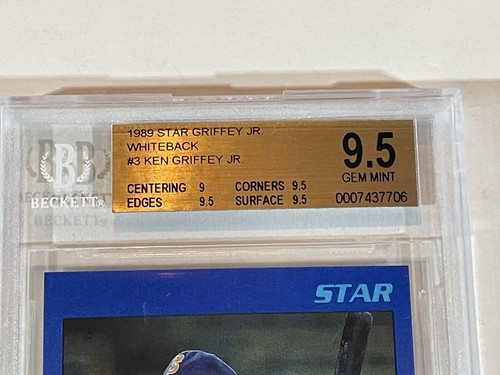 1989 STAR GRIFFEY JR.
WHITEBACK
#3 KEN GRIFFEY JR.
CENTERING 9 CORNERS 9.5
EDGES 9.5 SURFACE 9.5
9.5
GEM MINT
0007437706
B
BECKETT®
STAR
S